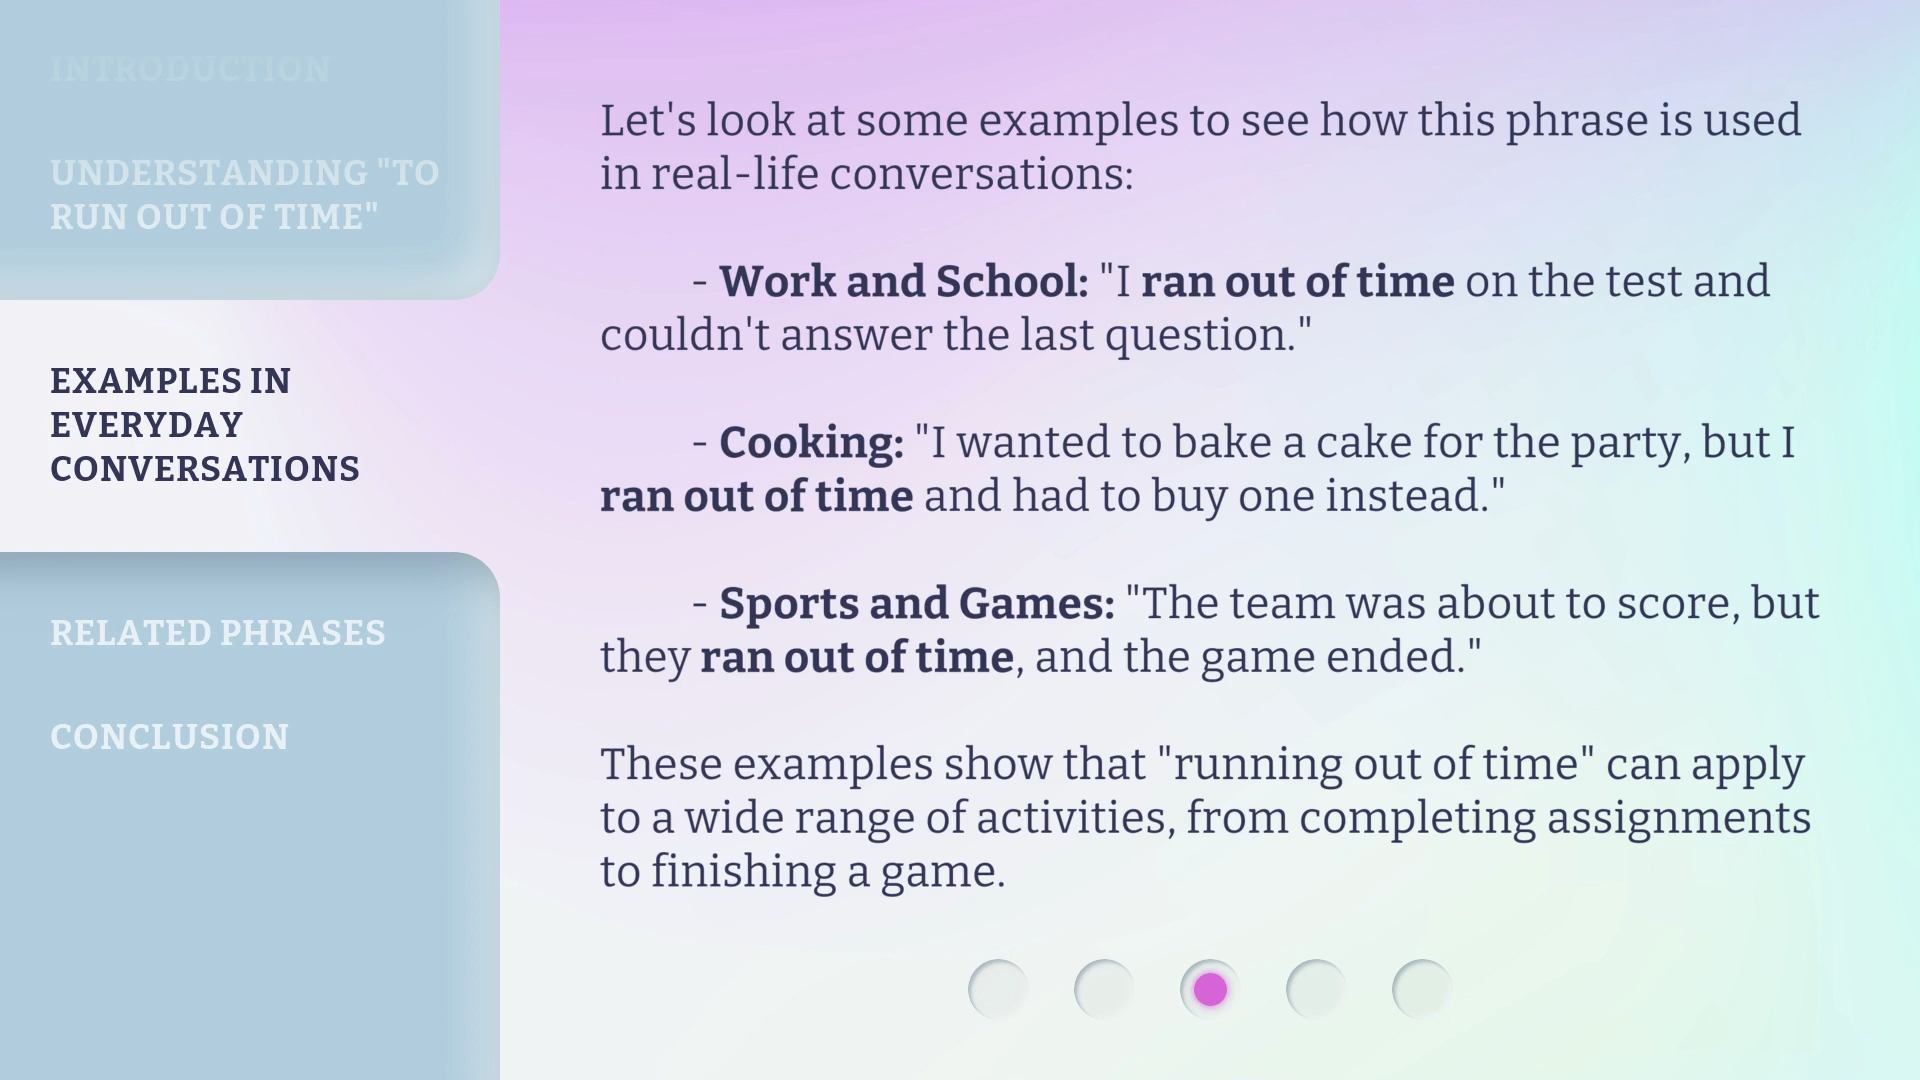 INTRODUCTION
UNDERSTANDING "TO
RUN OUT OF TIME"
EXAMPLES IN
EVERYDAY
CONVERSATIONS
RELATED PHRASES
CONCLUSION
Let's look at some examples to see how this phrase is used
in real-life conversations:
- Work and School: "I ran out of time on the test and
couldn't answer the last question."
- Cooking: "I wanted to bake a cake for the party, but I
ran out of time and had to buy one instead."
- Sports and Games: "The team was about to score, but
they ran out of time, and the game ended."
These examples show that "running out of time" can apply
to a wide range of activities, from completing assignments
to finishing a game.